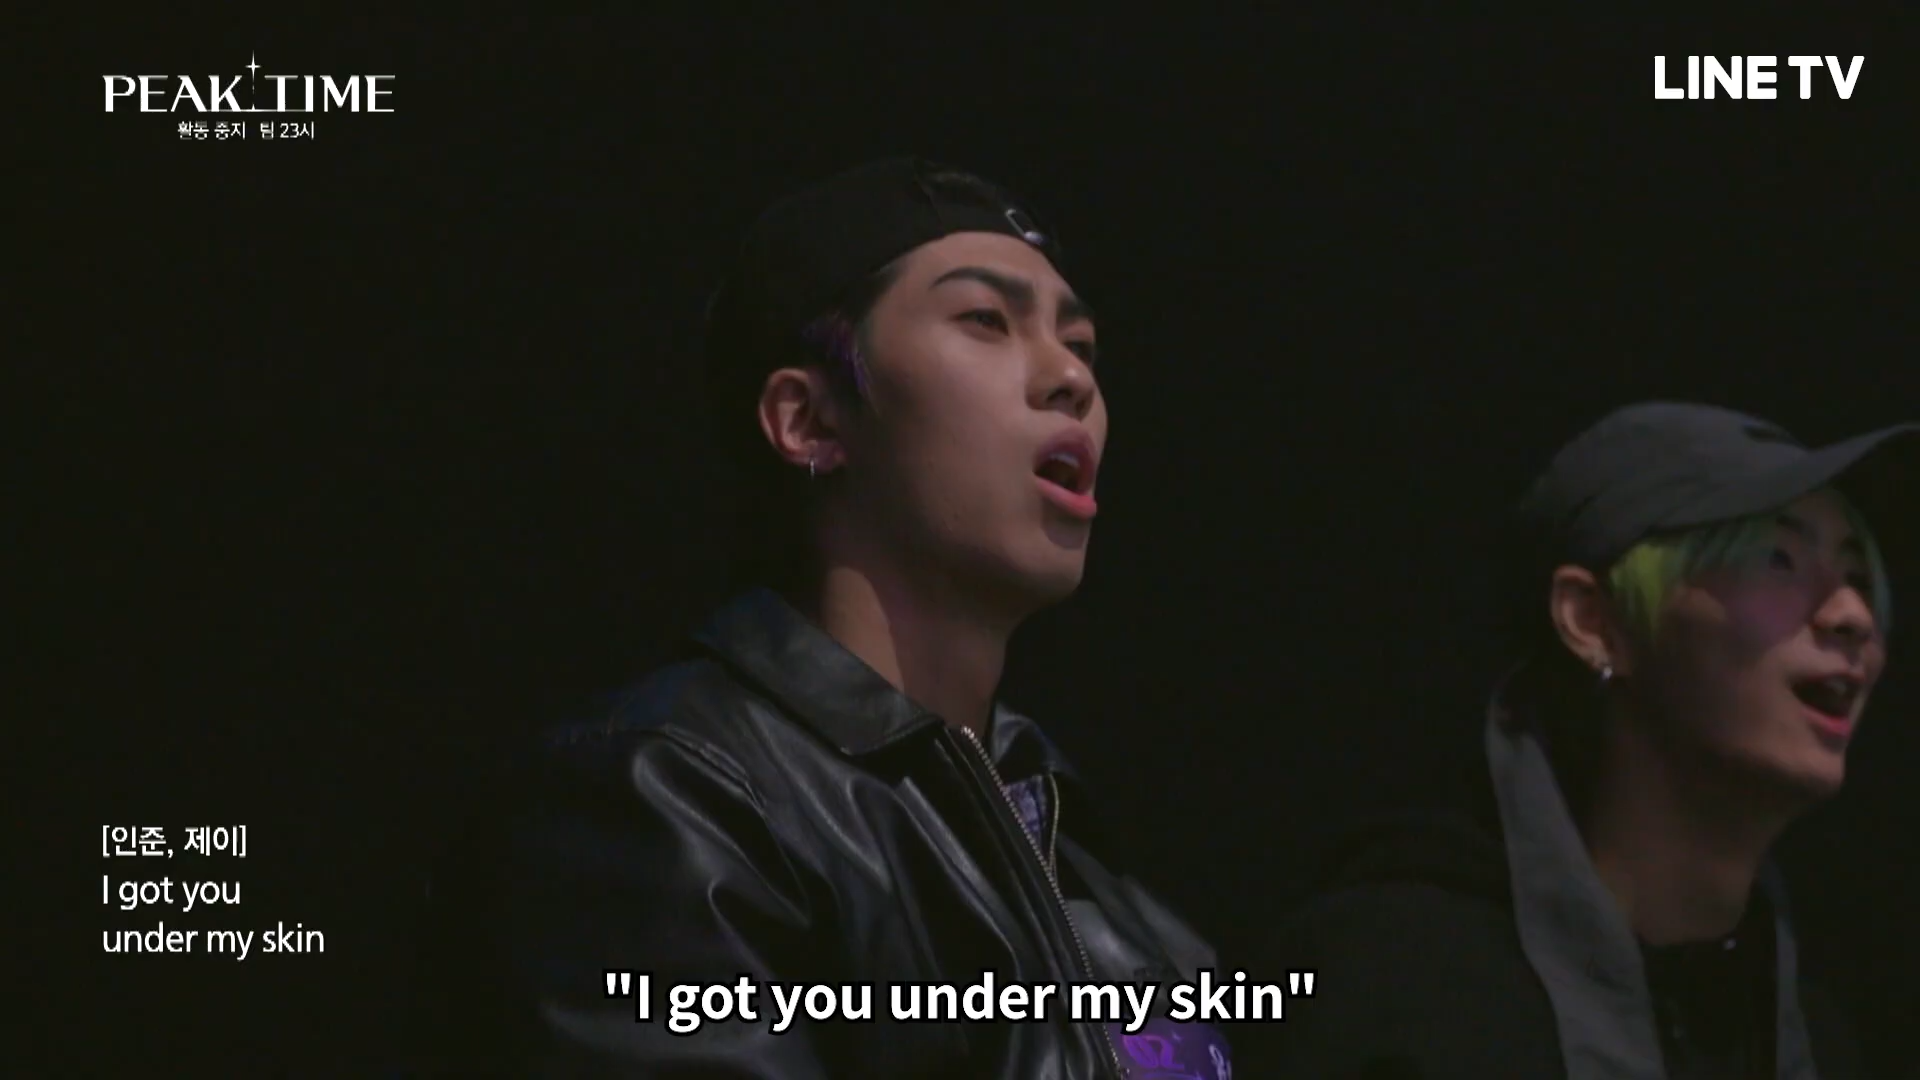 PEAK TIME
활동 중지 팀 23시
LINE TV
[인준, 제이]
I got you
under my skin
"I got you under my skin"
02